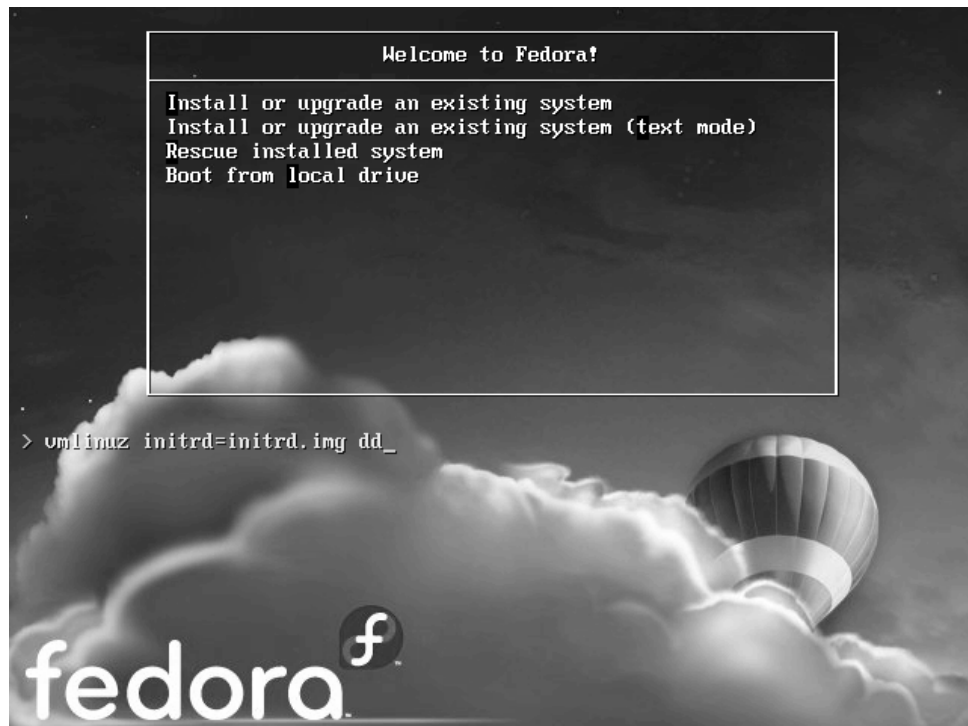 Welcome to Fedora!
Install or upgrade an existing system
Install or upgrade an existing system (text mode)
Rescue installed system
Boot from local drive
> vmlinuz initrd=initrd.img dd_
fedora